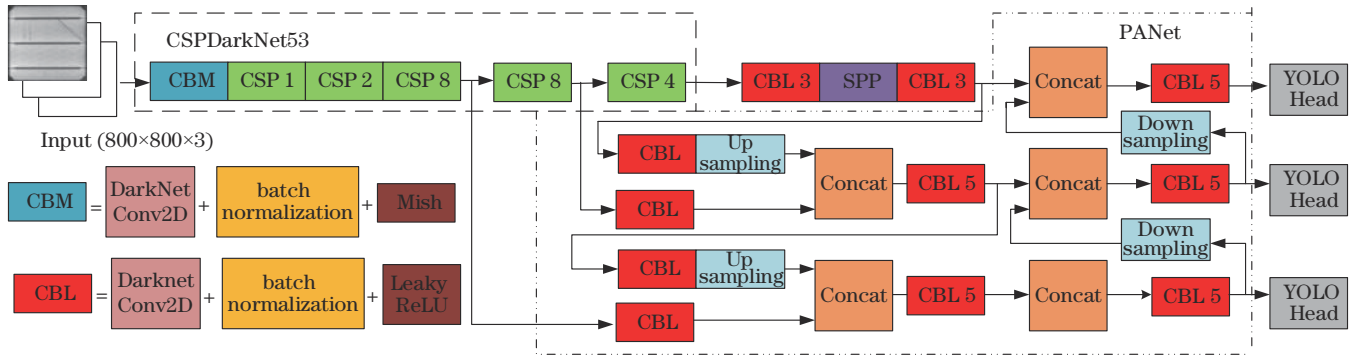 CSPDarkNet53
PANet
CBM CSP 1 CSP 2 CSP 8 CSP 8 CSP 4 CBL 3 SPP CBL 3 Concat CBL 5 YOLO
Head
Input (800×800×3)
Down
sampling
CBL Up
sampling
Concat CBL 5 Concat CBL 5 YOLO
Head
CBL
CBM = DarkNet
Conv2D + batch
normalization + Mish
Down
sampling
CBL Up
sampling
Concat CBL 5 Concat CBL 5 YOLO
Head
CBL
CBL = Darknet
Conv2D + batch
normalization + Leaky
ReLU